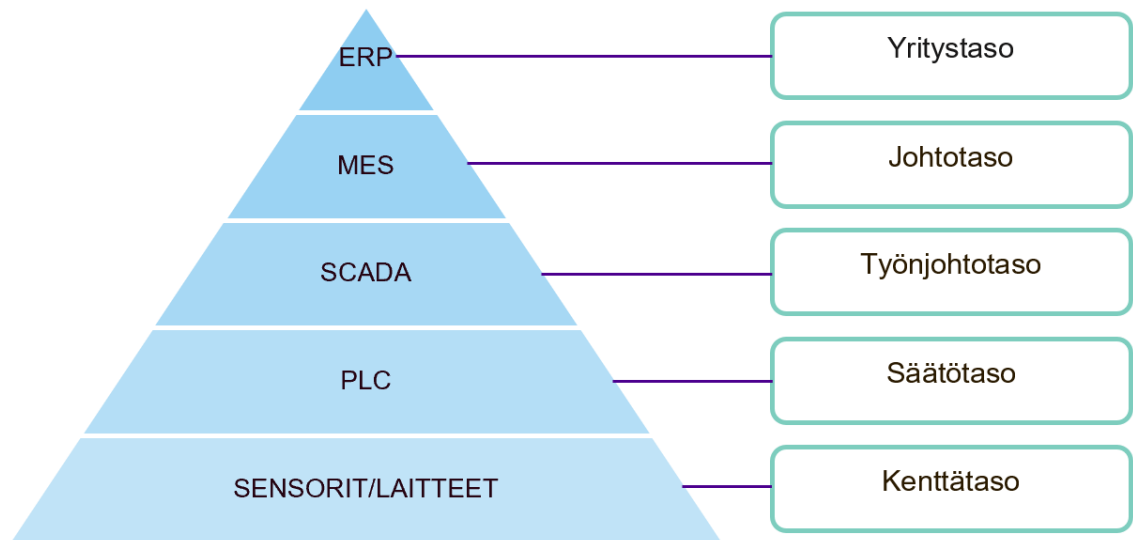 ERP
Yritystaso
MES
Johtotaso
SCADA
Työnjohtotaso
PLC
Säätötaso
SENSORIT/LAITTEET
Kenttätaso